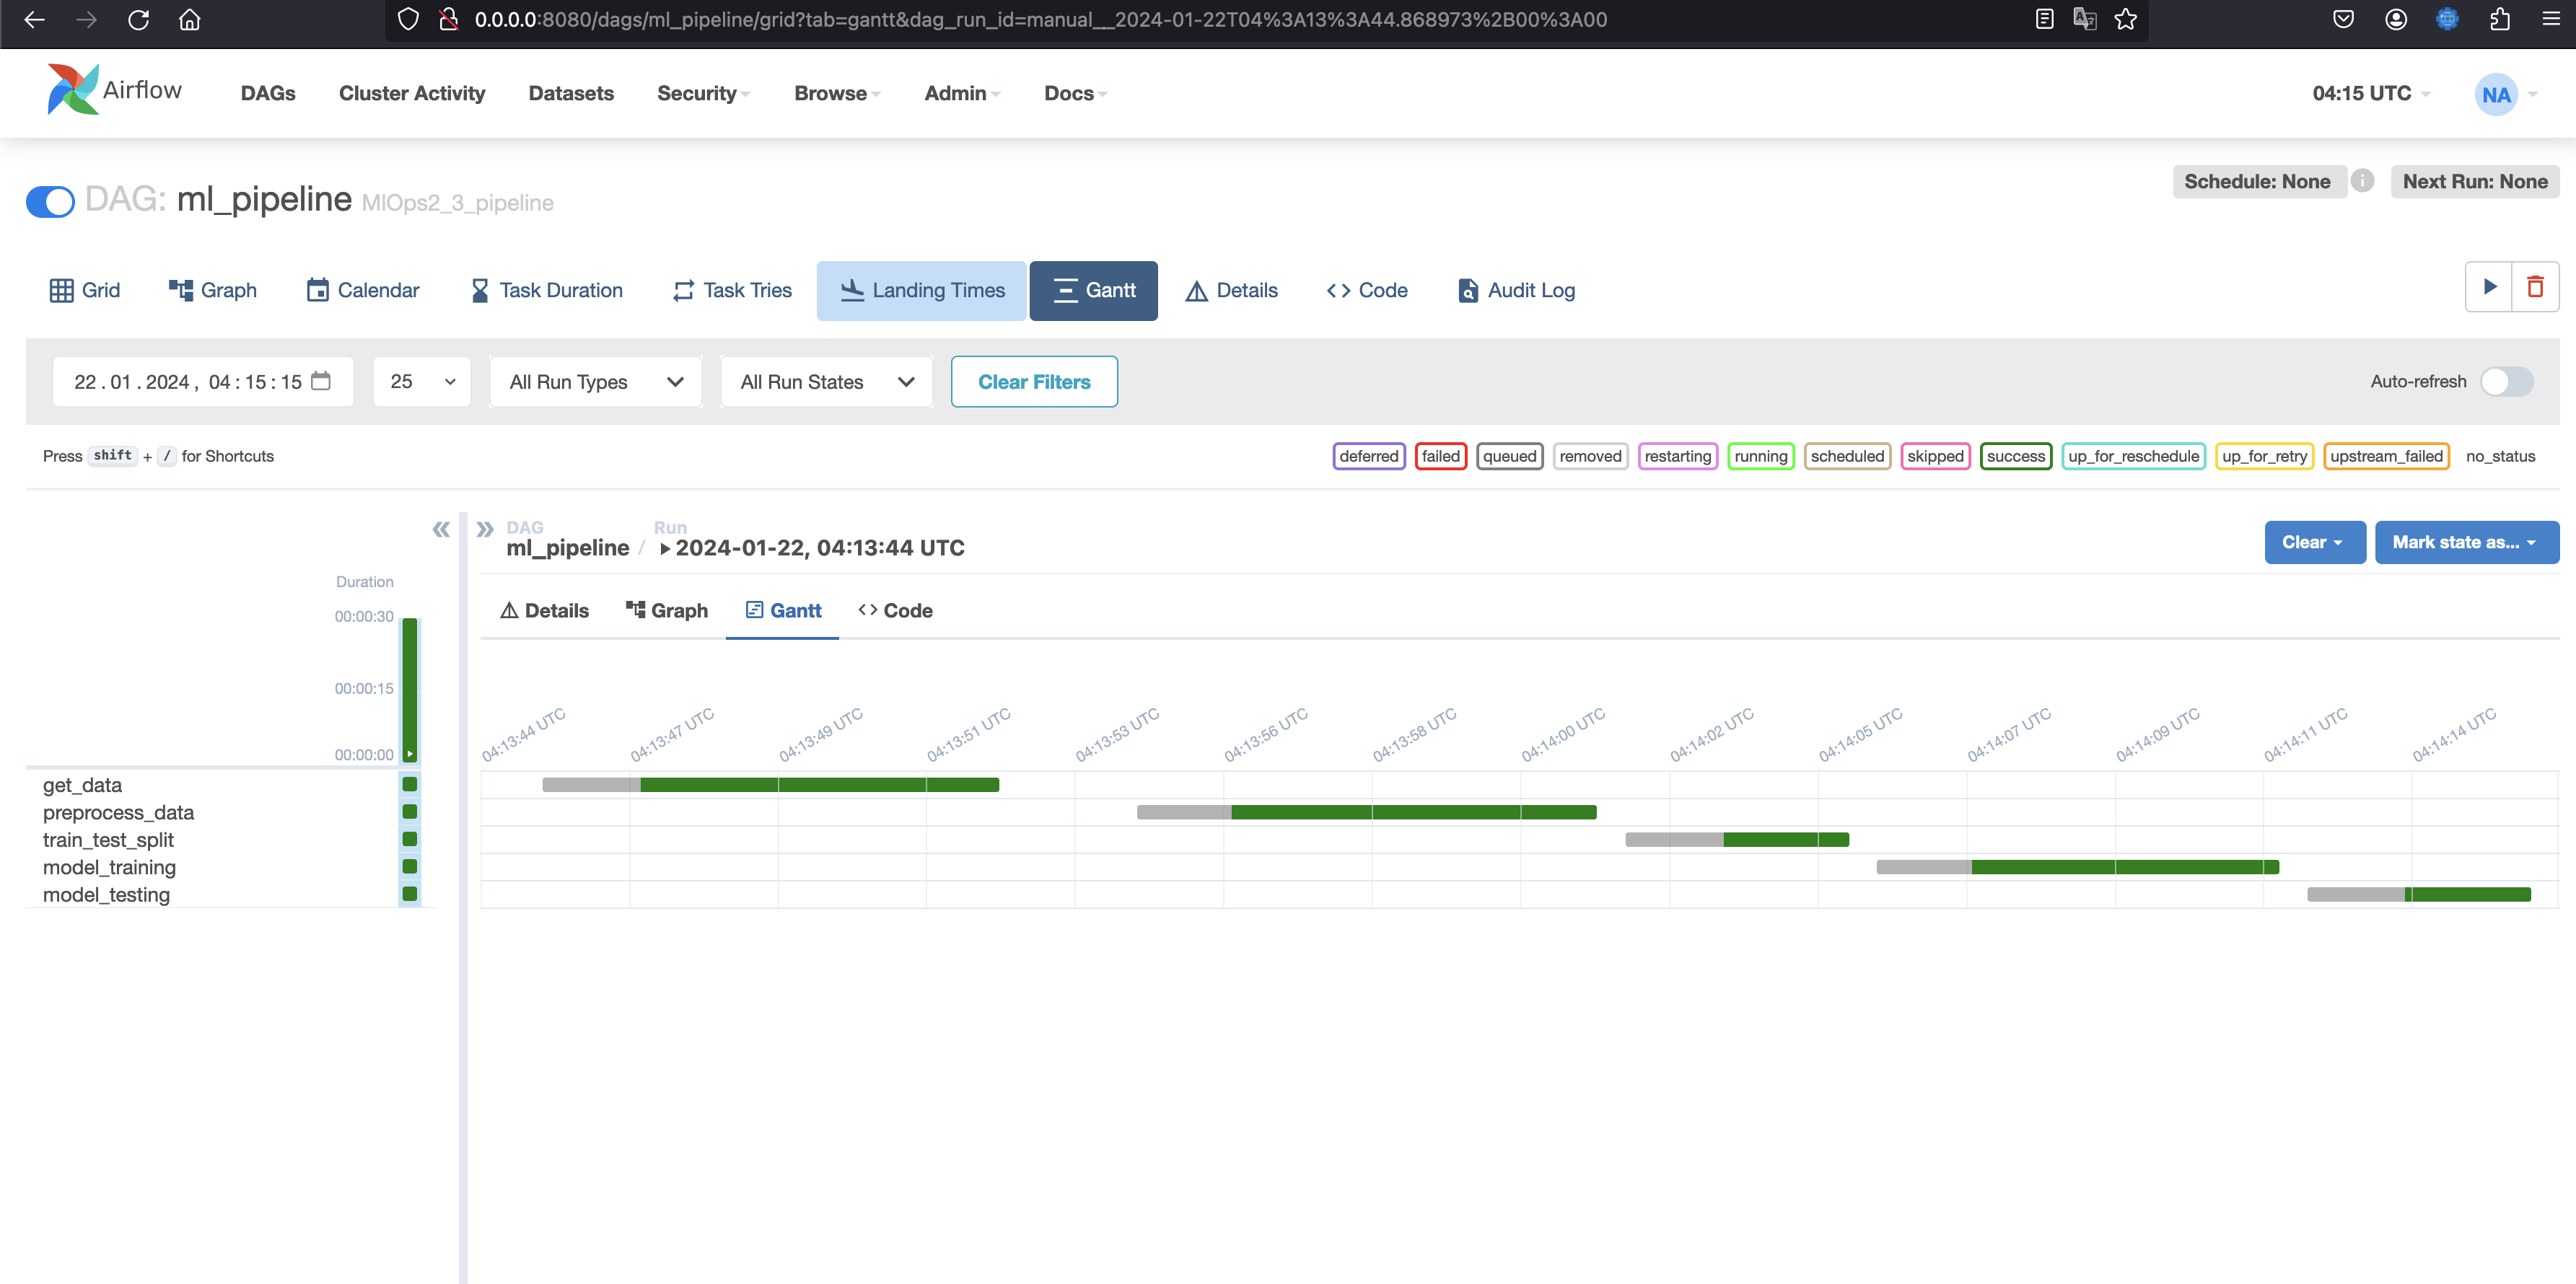 0.0.0.0:8080/dags/ml_pipeline/grid?tab=gantt&dag_run_id=manual__2024-01-22T04%3A13%3A44.868973%2B00%3A00
Airflow DAGs Cluster Activity Datasets Security Browse Admin Docs 04:15 UTC NA
Schedule: None i Next Run: None
DAG: ml_pipeline MlOps2_3_pipeline
Grid Graph Calendar Task Duration Task Tries Landing Times Gantt Details Code Audit Log
22.01.2024, 04:15:15 25 All Run Types All Run States Clear Filters Auto-refresh
Press shift + / for Shortcuts deferred failed queued removed restarting running scheduled skipped success up_for_reschedule up_for_retry upstream_failed no_status
DAG Run
ml_pipeline / 2024-01-22, 04:13:44 UTC Clear Mark state as...
Duration
Details Graph Gantt Code
00:00:30
00:00:15
00:00:00
04:13:44 UTC 04:13:47 UTC 04:13:49 UTC 04:13:51 UTC 04:13:53 UTC 04:13:56 UTC 04:13:58 UTC 04:14:00 UTC 04:14:02 UTC 04:14:05 UTC 04:14:07 UTC 04:14:09 UTC 04:14:11 UTC 04:14:14 UTC
get_data
preprocess_data
train_test_split
model_training
model_testing